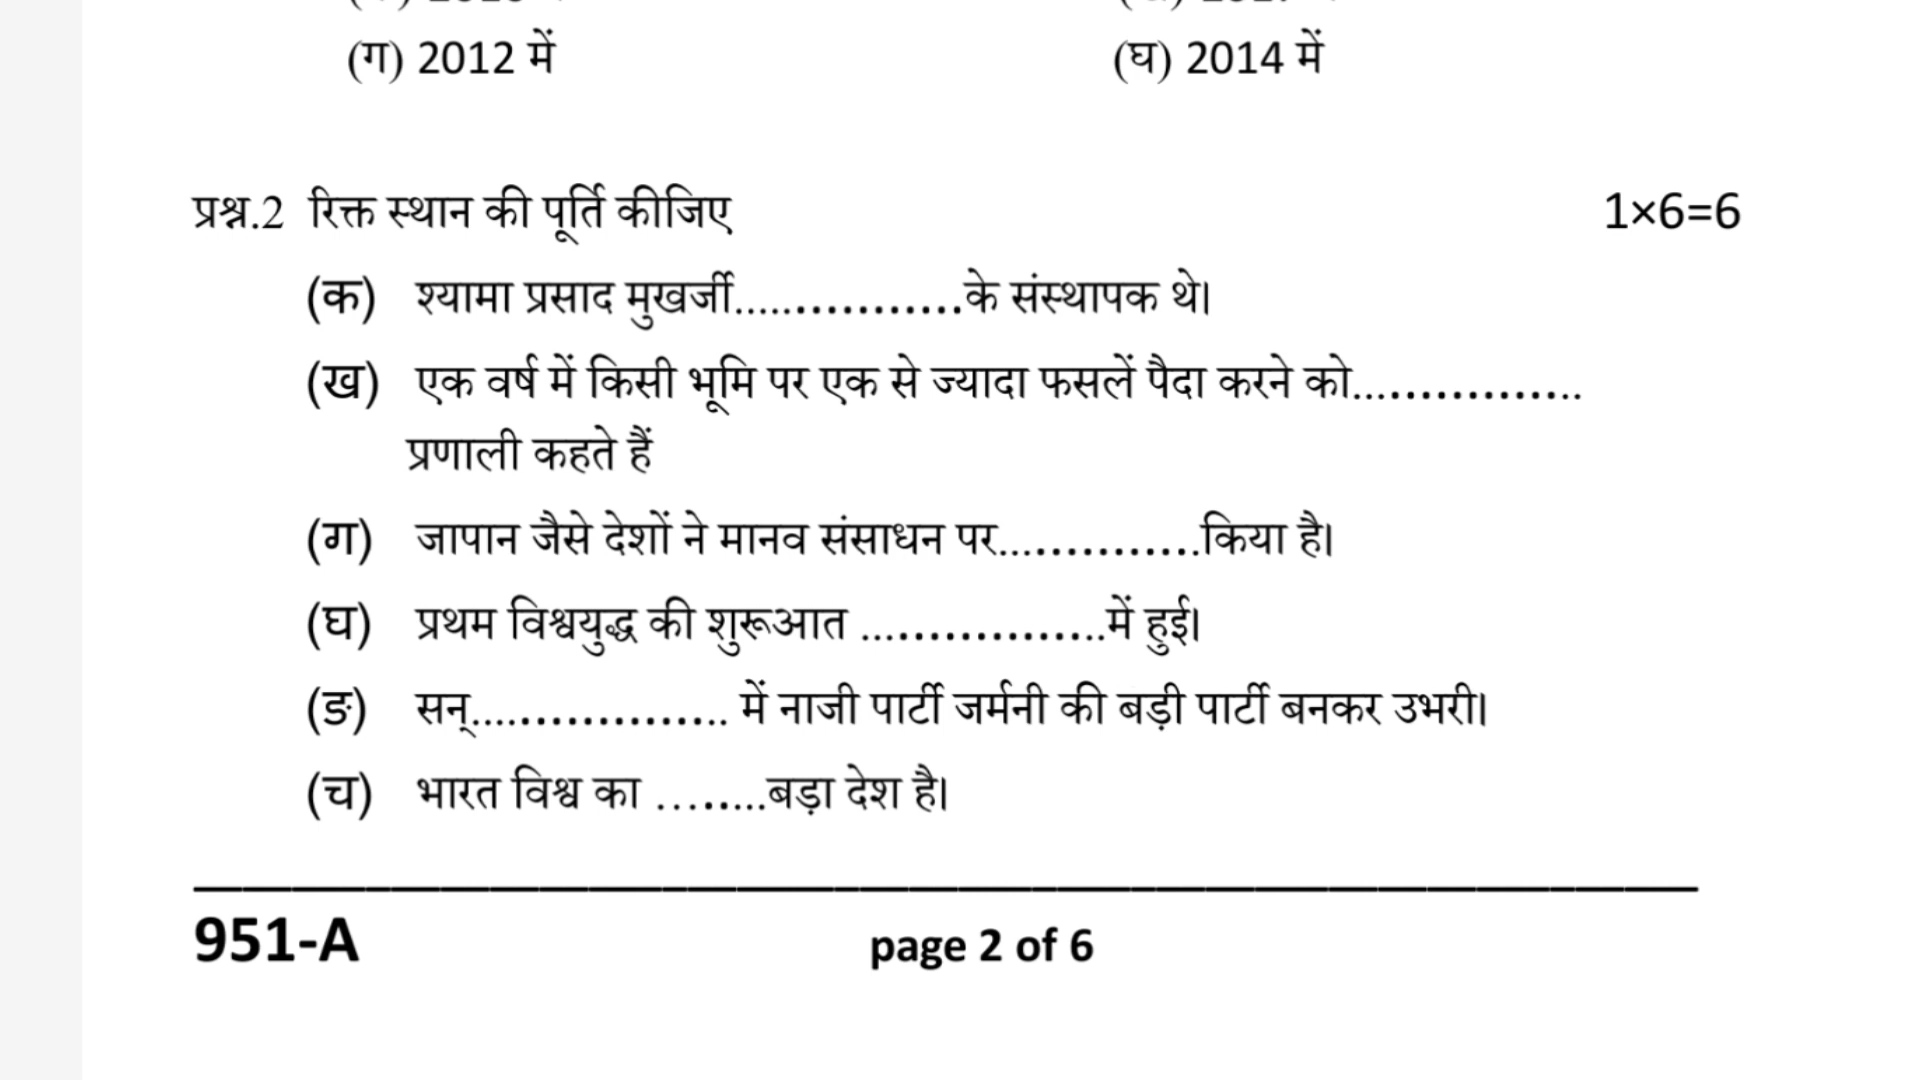 (ग) 2012 में (घ) 2014 में
प्रश्न.2 रिक्त स्थान की पूर्ति कीजिए 1×6=6
(क) श्यामा प्रसाद मुखर्जी................के संस्थापक थे।
(ख) एक वर्ष में किसी भूमि पर एक से ज्यादा फसलें पैदा करने को................
प्रणाली कहते हैं
(ग) जापान जैसे देशों ने मानव संसाधन पर..............किया है।
(घ) प्रथम विश्वयुद्ध की शुरूआत .................में हुई।
(ङ) सन्.................. में नाजी पार्टी जर्मनी की बड़ी पार्टी बनकर उभरी।
(च) भारत विश्व का .........बड़ा देश है।
951-A page 2 of 6